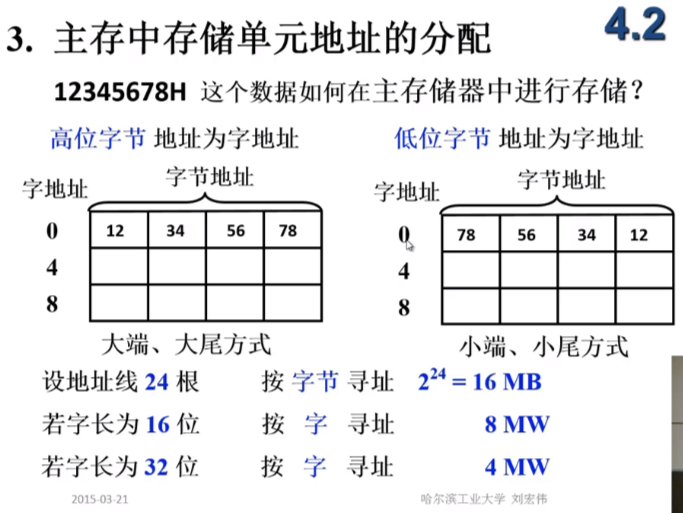 3. 主存中存储单元地址的分配
4.2
12345678H 这个数据如何在主存储器中进行存储？
高位字节 地址为字地址
低位字节 地址为字地址
字地址
字节地址
0 12 34 56 78
4
8
大端、大尾方式
字地址
字节地址
0 78 56 34 12
4
8
小端、小尾方式
设地址线 24 根 按 字节 寻址 2²⁴ = 16 MB
若字长为 16 位 按 字 寻址 8 MW
若字长为 32 位 按 字 寻址 4 MW
2015-03-21
哈尔滨工业大学 刘宏伟